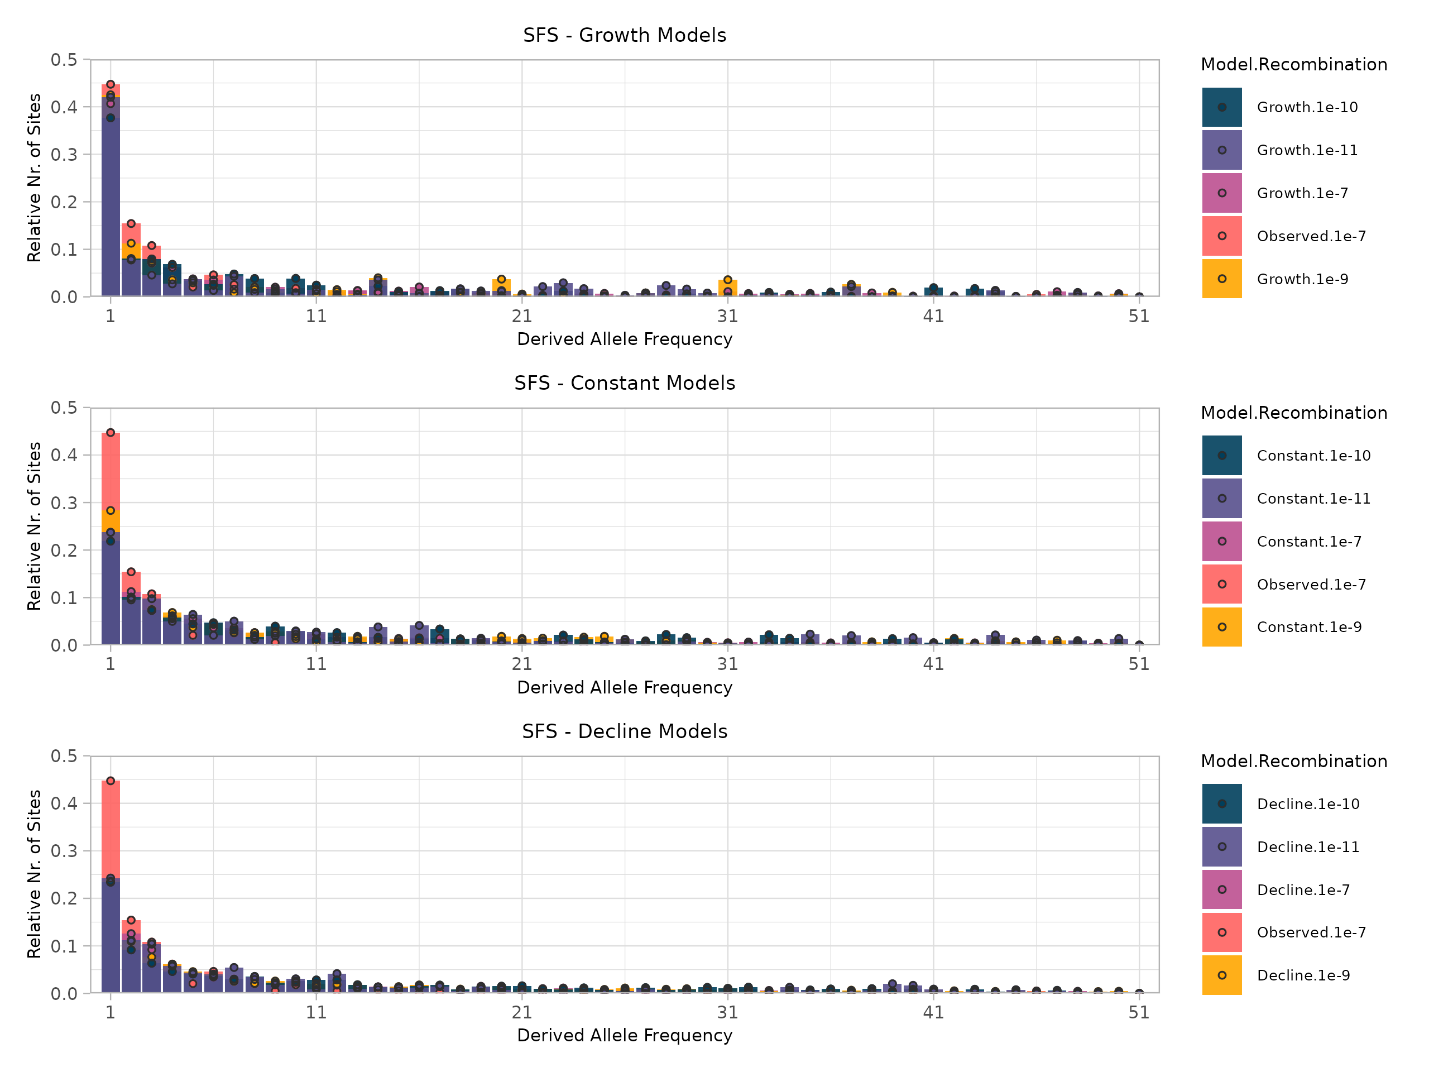 SFS - Growth Models
Relative Nr. of Sites
0.5
0.4
0.3
0.2
0.1
0.0
1 11 21 31 41 51
Derived Allele Frequency
Model.Recombination
Growth.1e-10
Growth.1e-11
Growth.1e-7
Observed.1e-7
Growth.1e-9
SFS - Constant Models
Relative Nr. of Sites
0.5
0.4
0.3
0.2
0.1
0.0
1 11 21 31 41 51
Derived Allele Frequency
Model.Recombination
Constant.1e-10
Constant.1e-11
Constant.1e-7
Observed.1e-7
Constant.1e-9
SFS - Decline Models
Relative Nr. of Sites
0.5
0.4
0.3
0.2
0.1
0.0
1 11 21 31 41 51
Derived Allele Frequency
Model.Recombination
Decline.1e-10
Decline.1e-11
Decline.1e-7
Observed.1e-7
Decline.1e-9